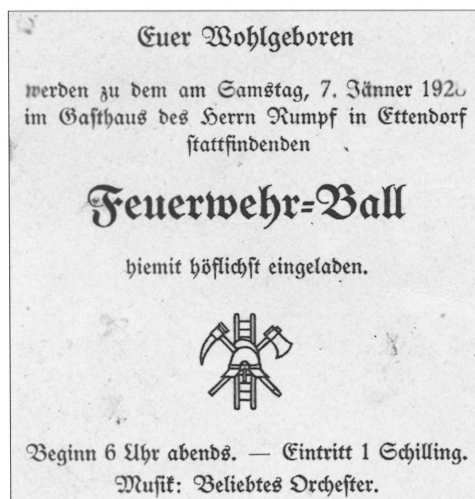 Euer Wohlgeboren
werden zu dem am Samstag, 7. Jänner 1928
im Gasthaus des Herrn Rumpf in Ettendorf
stattfindenden
Feuerwehr=Ball
hiemit höflichst eingeladen.
Beginn 6 Uhr abends. — Eintritt 1 Schilling.
Musik: Beliebtes Orchester.